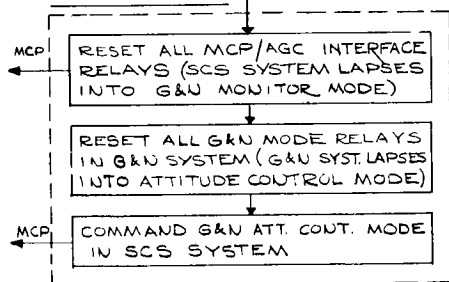 MCP
RESET ALL MCP/AGC INTERFACE
RELAYS (SCS SYSTEM LAPSES
INTO G&N MONITOR MODE)
RESET ALL G&N MODE RELAYS
IN G&N SYSTEM (G&N SYST. LAPSES
INTO ATTITUDE CONTROL MODE)
MCP
COMMAND G&N ATT. CONT. MODE
IN SCS SYSTEM